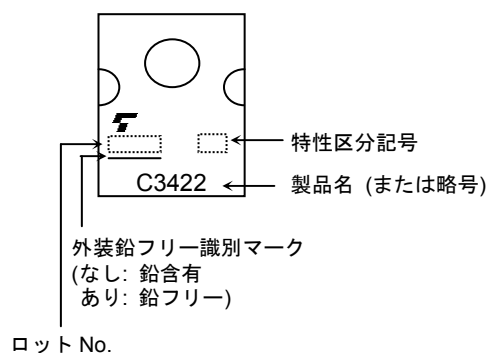 特性区分記号
C3422
製品名 (または略号)
外装鉛フリー識別マーク
(なし: 鉛含有
あり: 鉛フリー)
ロット No.